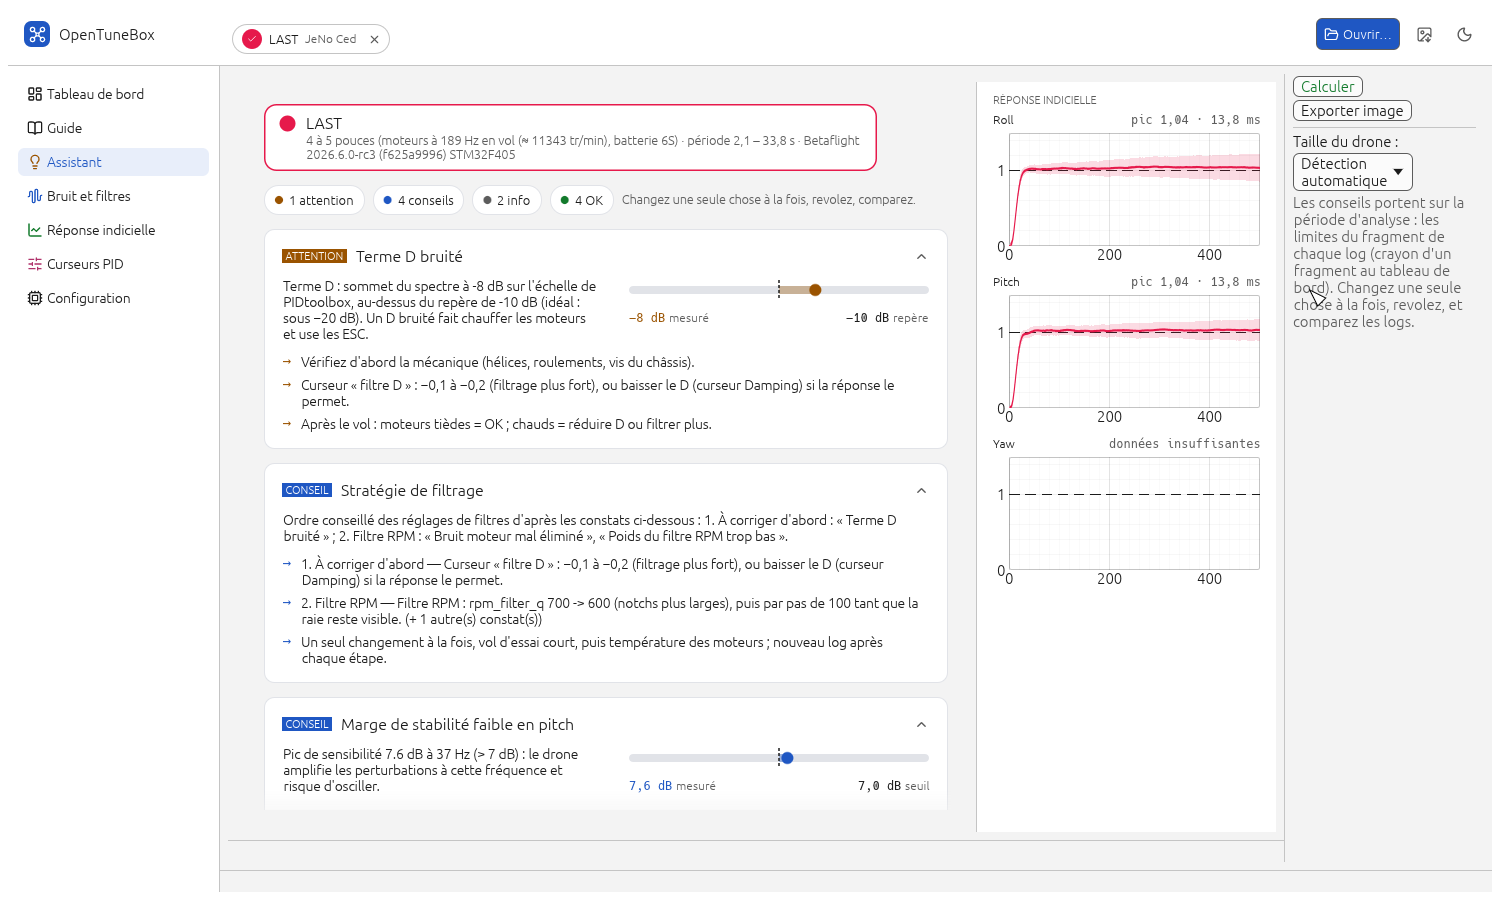 OpenTuneBox
LAST JeNo Ced
Ouvrir...
Tableau de bord
Guide
Assistant
Bruit et filtres
Réponse indicielle
Curseurs PID
Configuration
LAST
4 à 5 pouces (moteurs à 189 Hz en vol (≈ 11343 tr/min), batterie 6S) · période 2,1 – 33,8 s · Betaflight
2026.6.0-rc3 (f625a9996) STM32F405
1 attention
4 conseils
2 info
4 OK
Changez une seule chose à la fois, revolez, comparez.
ATTENTION Terme D bruité
Terme D : sommet du spectre à -8 dB sur l'échelle de
PIDtoolbox, au-dessus du repère de -10 dB (idéal :
sous −20 dB). Un D bruité fait chauffer les moteurs
et use les ESC.
−8 dB mesuré
−10 dB repère
→ Vérifiez d'abord la mécanique (hélices, roulements, vis du châssis).
→ Curseur « filtre D » : −0,1 à −0,2 (filtrage plus fort), ou baisser le D (curseur Damping) si la réponse le
permet.
→ Après le vol : moteurs tièdes = OK ; chauds = réduire D ou filtrer plus.
CONSEIL Stratégie de filtrage
Ordre conseillé des réglages de filtres d'après les constats ci-dessous : 1. À corriger d'abord : « Terme D
bruité » ; 2. Filtre RPM : « Bruit moteur mal éliminé », « Poids du filtre RPM trop bas ».
→ 1. À corriger d'abord — Curseur « filtre D » : −0,1 à −0,2 (filtrage plus fort), ou baisser le D (curseur
Damping) si la réponse le permet.
→ 2. Filtre RPM — Filtre RPM : rpm_filter_q 700 -> 600 (notchs plus larges), puis par pas de 100 tant que la
raie reste visible. (+ 1 autre(s) constat(s))
→ Un seul changement à la fois, vol d'essai court, puis température des moteurs ; nouveau log après
chaque étape.
CONSEIL Marge de stabilité faible en pitch
Pic de sensibilité 7.6 dB à 37 Hz (> 7 dB) : le drone
amplifie les perturbations à cette fréquence et
risque d'osciller.
7,6 dB mesuré
7,0 dB seuil
RÉPONSE INDICIELLE
Roll pic 1,04 · 13,8 ms
1
0
0 200 400
Pitch pic 1,04 · 13,8 ms
1
0
0 200 400
Yaw données insuffisantes
1
0
0 200 400
Calculer
Exporter image
Taille du drone :
Détection
automatique
Les conseils portent sur la
période d'analyse : les
limites du fragment de
chaque log (crayon d'un
fragment au tableau de
bord). Changez une seule
chose à la fois, revolez, et
comparez les logs.